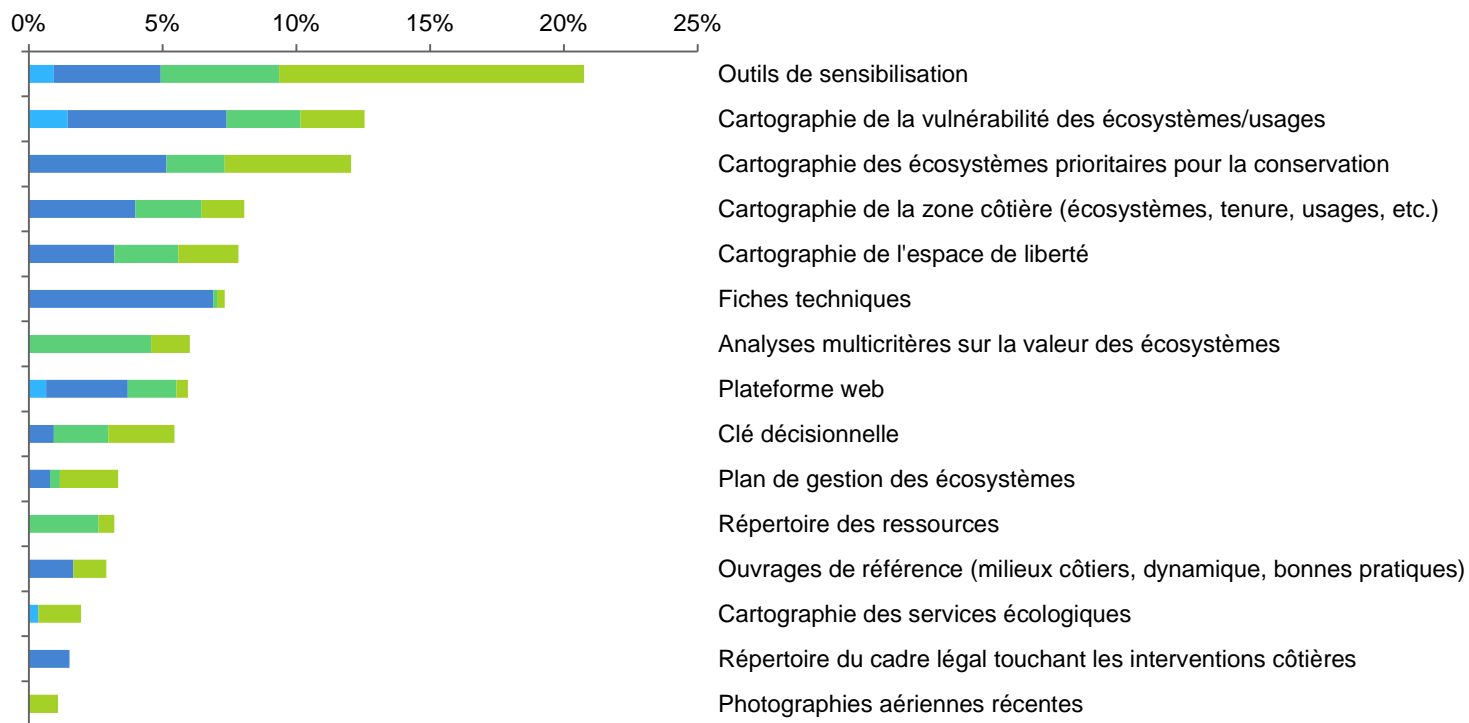 0% 5% 10% 15% 20% 25%
Outils de sensibilisation
Cartographie de la vulnérabilité des écosystèmes/usages
Cartographie des écosystèmes prioritaires pour la conservation
Cartographie de la zone côtière (écosystèmes, tenure, usages, etc.)
Cartographie de l'espace de liberté
Fiches techniques
Analyses multicritères sur la valeur des écosystèmes
Plateforme web
Clé décisionnelle
Plan de gestion des écosystèmes
Répertoire des ressources
Ouvrages de référence (milieux côtiers, dynamique, bonnes pratiques)
Cartographie des services écologiques
Répertoire du cadre légal touchant les interventions côtières
Photographies aériennes récentes